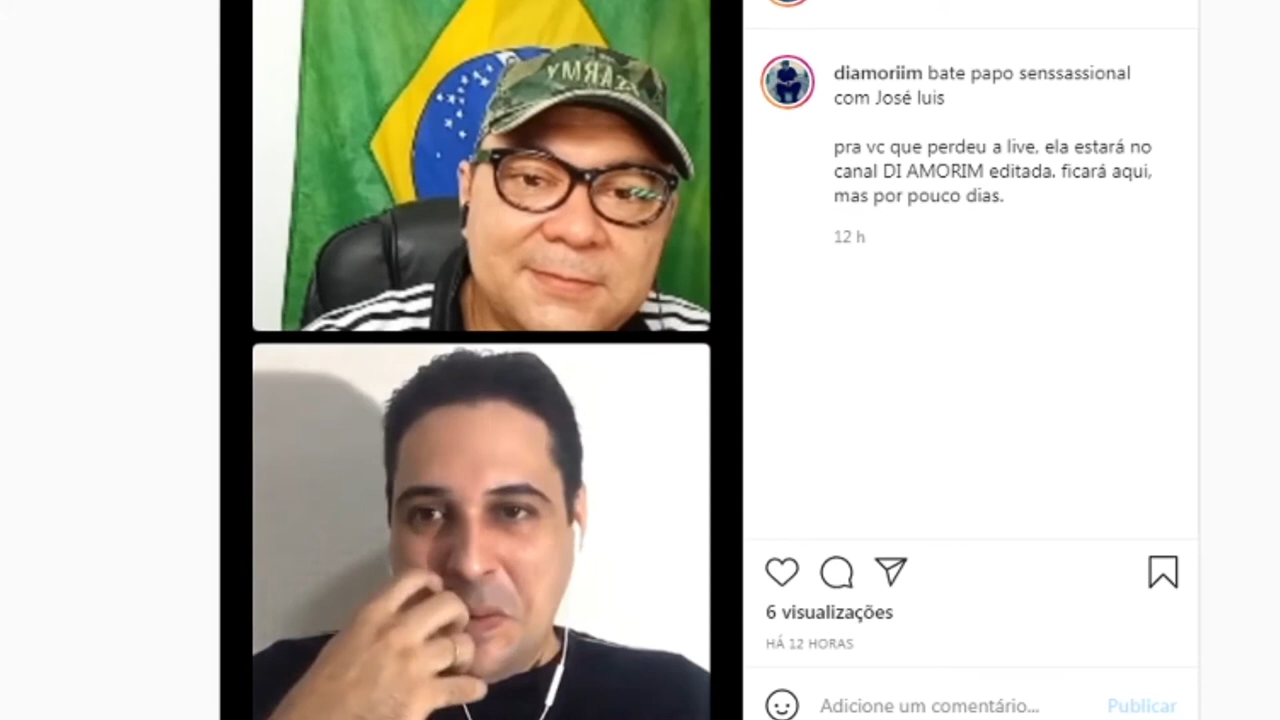 ARMY
diamoriim bate papo senssassional
com José luis
pra vc que perdeu a live, ela estará no
canal DI AMORIM editada. ficará aqui,
mas por pouco dias.
12 h
6 visualizações
HÁ 12 HORAS
Adicione um comentário... Publicar